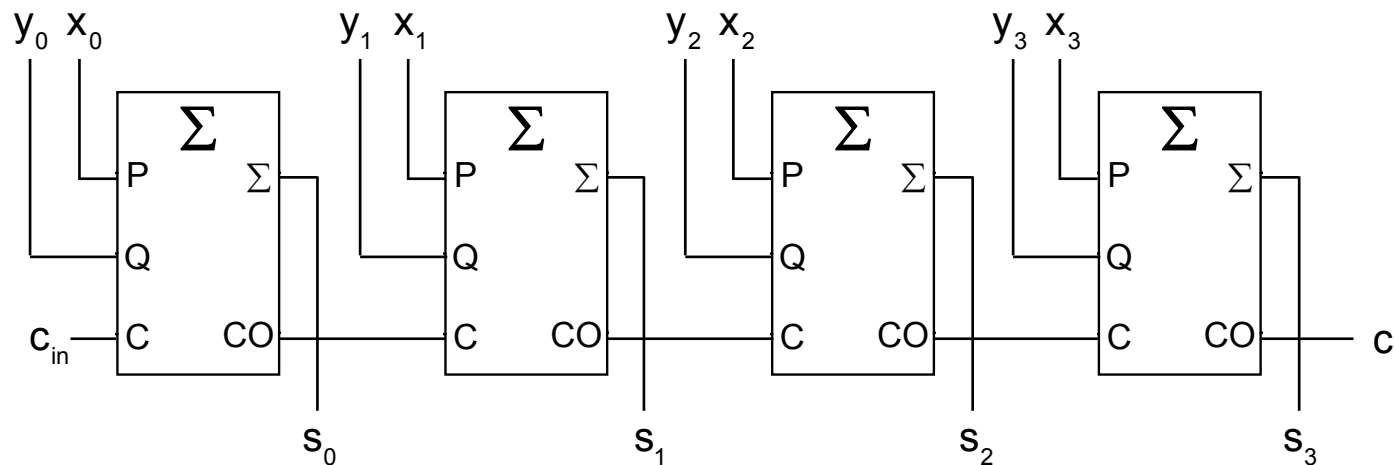 y₀ x₀ y₁ x₁ y₂ x₂ y₃ x₃
Σ Σ Σ Σ
P Σ P Σ P Σ P Σ
Q Q Q Q
cᵢₙ C CO C CO C CO C CO c
s₀ s₁ s₂ s₃